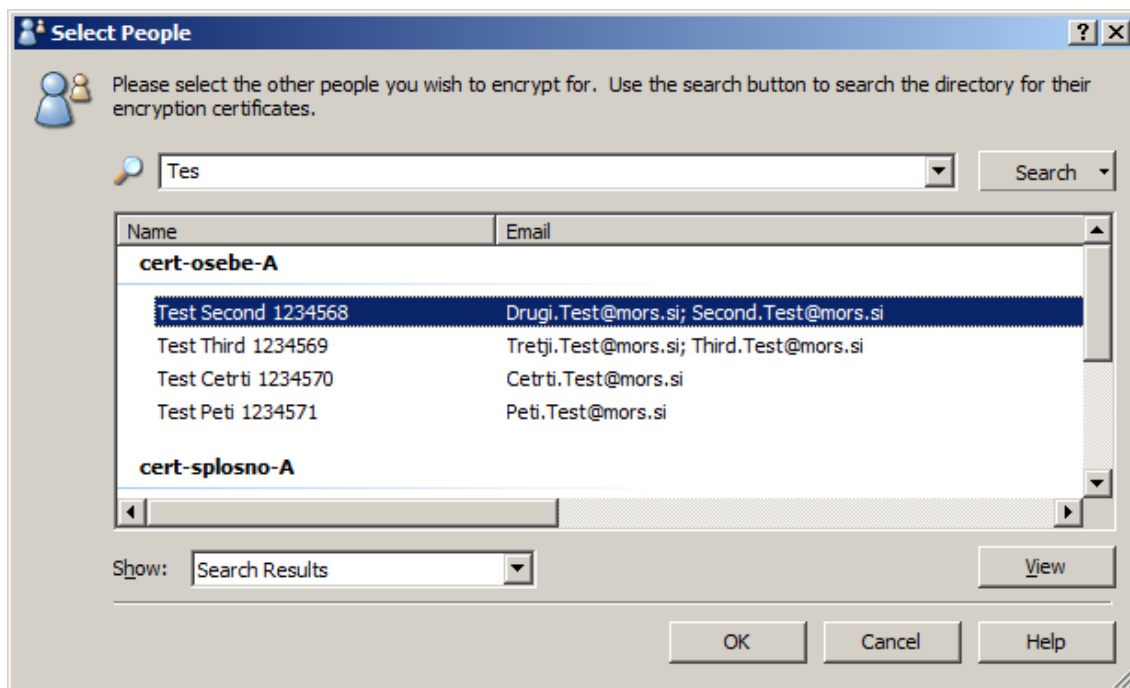 Select People
Please select the other people you wish to encrypt for. Use the search button to search the directory for their
encryption certificates.
Tes Search
Name Email
cert-osebe-A
Test Second 1234568 Drugi.Test@mors.si; Second.Test@mors.si
Test Third 1234569 Tretji.Test@mors.si; Third.Test@mors.si
Test Cetrti 1234570 Cetrti.Test@mors.si
Test Peti 1234571 Peti.Test@mors.si
cert-splosno-A
Show: Search Results View
OK Cancel Help